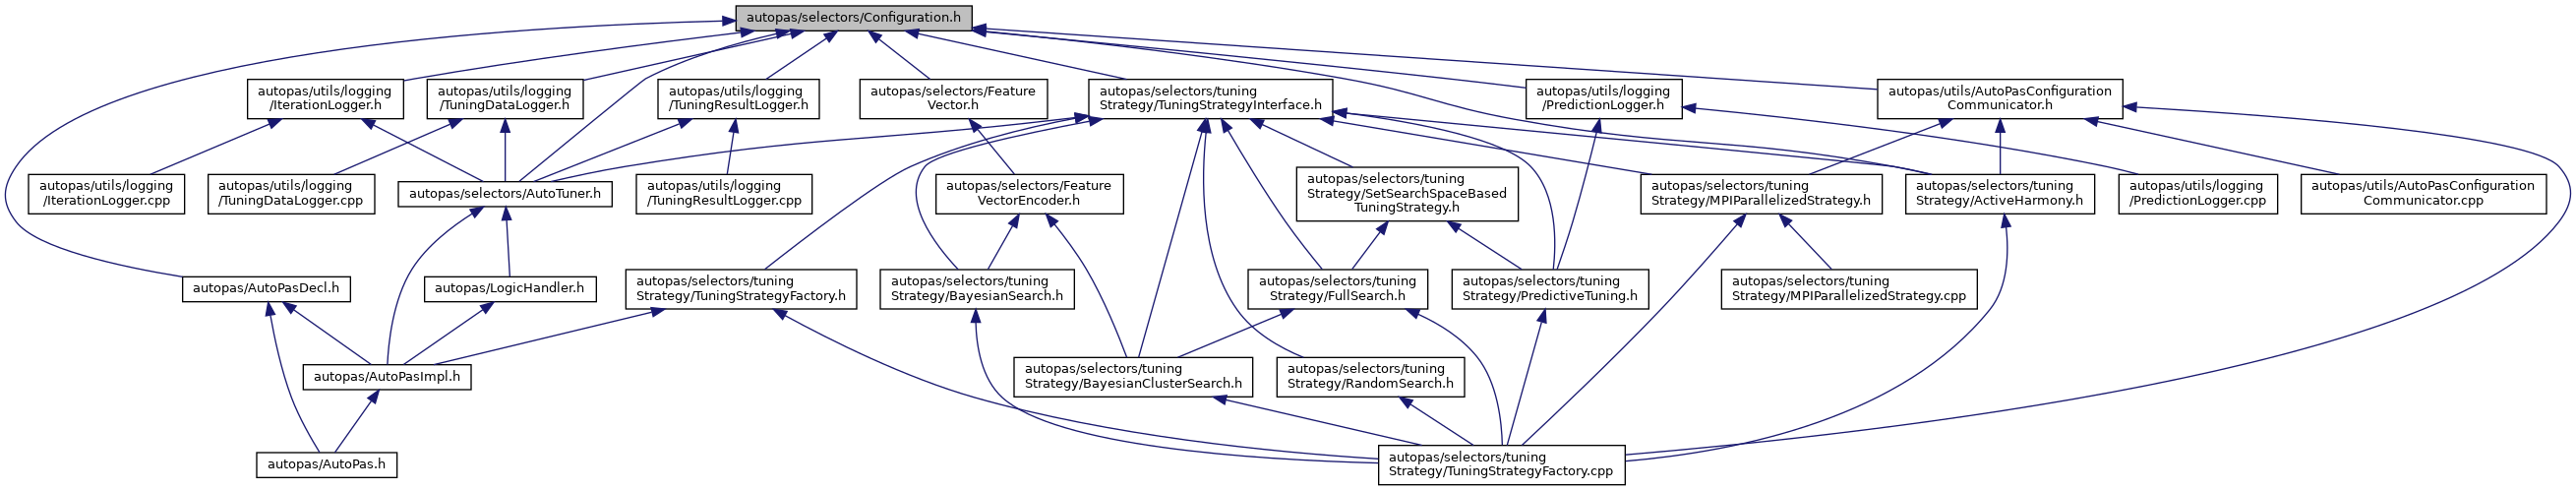 autopas/selectors/Configuration.h
autopas/utils/logging
/IterationLogger.h
autopas/utils/logging
/TuningDataLogger.h
autopas/utils/logging
/TuningResultLogger.h
autopas/selectors/Feature
Vector.h
autopas/selectors/tuning
Strategy/TuningStrategyInterface.h
autopas/utils/logging
/PredictionLogger.h
autopas/utils/AutoPasConfiguration
Communicator.h
autopas/utils/logging
/IterationLogger.cpp
autopas/utils/logging
/TuningDataLogger.cpp
autopas/selectors/AutoTuner.h
autopas/utils/logging
/TuningResultLogger.cpp
autopas/selectors/Feature
VectorEncoder.h
autopas/selectors/tuning
Strategy/SetSearchSpaceBased
TuningStrategy.h
autopas/selectors/tuning
Strategy/MPIParallelizedStrategy.h
autopas/selectors/tuning
Strategy/ActiveHarmony.h
autopas/utils/logging
/PredictionLogger.cpp
autopas/utils/AutoPasConfiguration
Communicator.cpp
autopas/AutoPasDecl.h
autopas/LogicHandler.h
autopas/selectors/tuning
Strategy/TuningStrategyFactory.h
autopas/selectors/tuning
Strategy/BayesianSearch.h
autopas/selectors/tuning
Strategy/FullSearch.h
autopas/selectors/tuning
Strategy/PredictiveTuning.h
autopas/selectors/tuning
Strategy/MPIParallelizedStrategy.cpp
autopas/AutoPasImpl.h
autopas/selectors/tuning
Strategy/BayesianClusterSearch.h
autopas/selectors/tuning
Strategy/RandomSearch.h
autopas/AutoPas.h
autopas/selectors/tuning
Strategy/TuningStrategyFactory.cpp